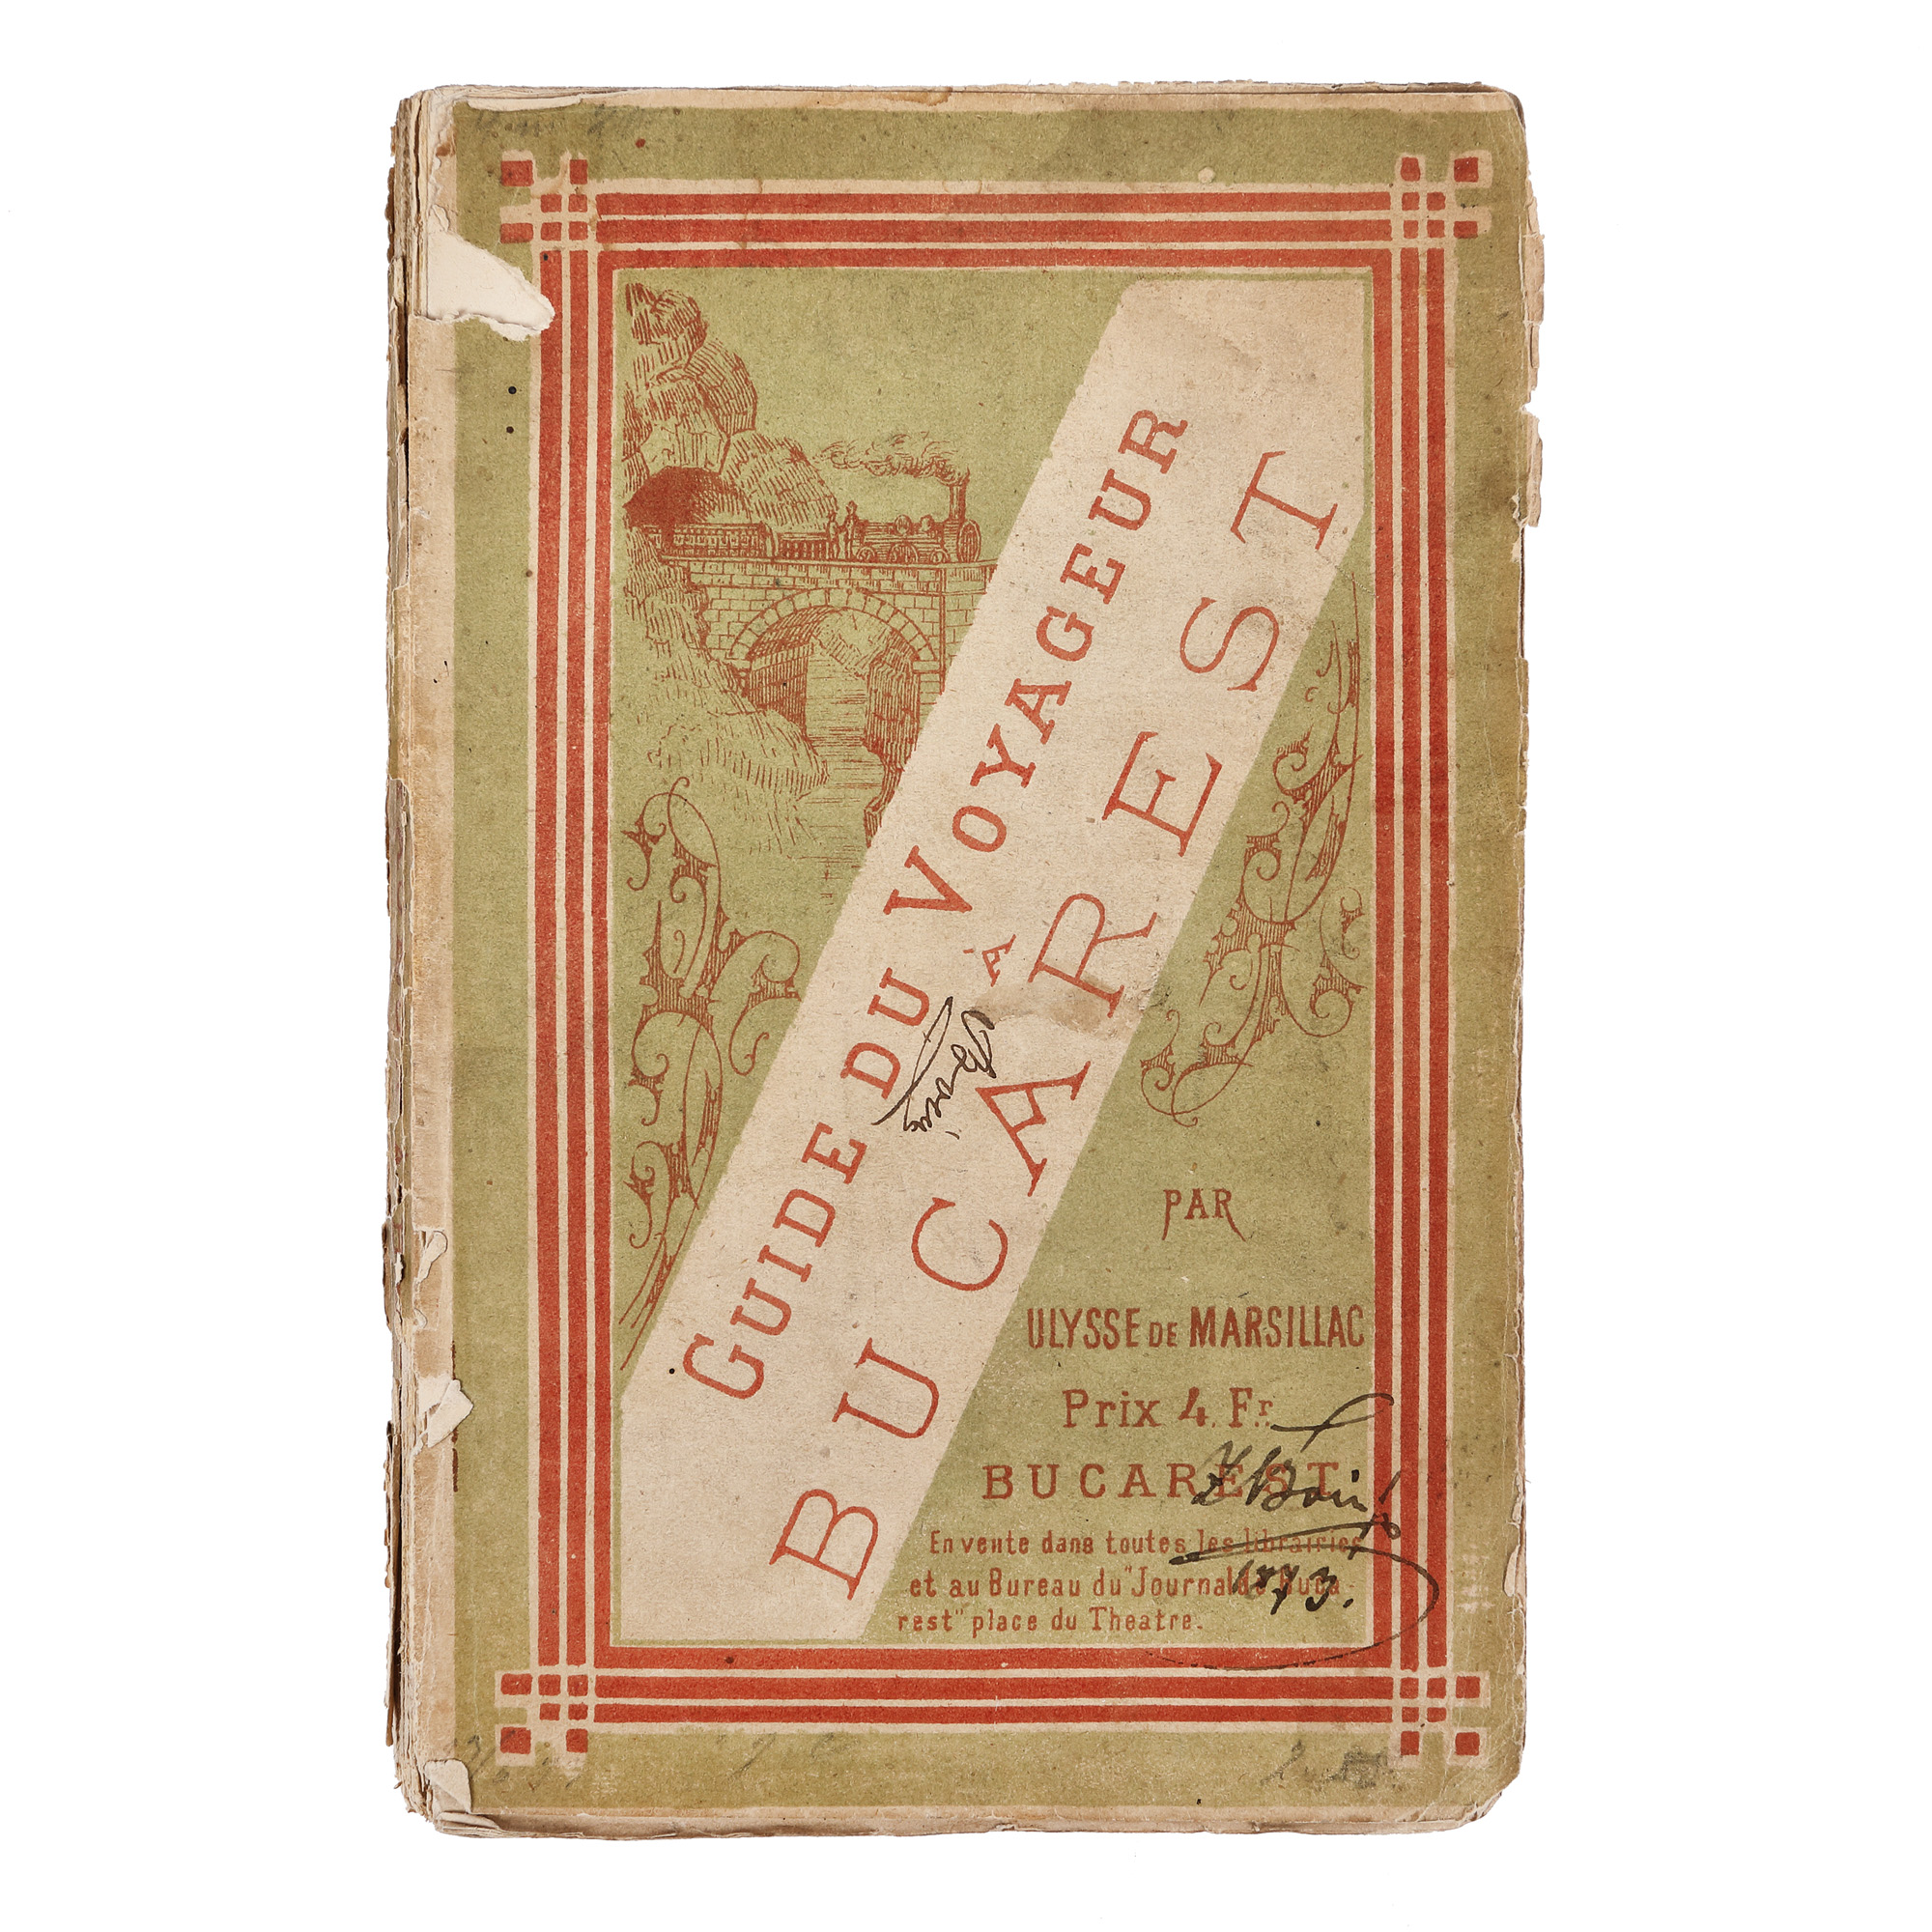 GUIDE DU VOYAGEUR
À
BUCAREST
PAR
ULYSSE DE MARSILLAC
Prix 4. Fr.
BUCAREST
En vente dans toutes les librairies
et au Bureau du "Journal de Buca-
rest" place du Theatre.
1873.